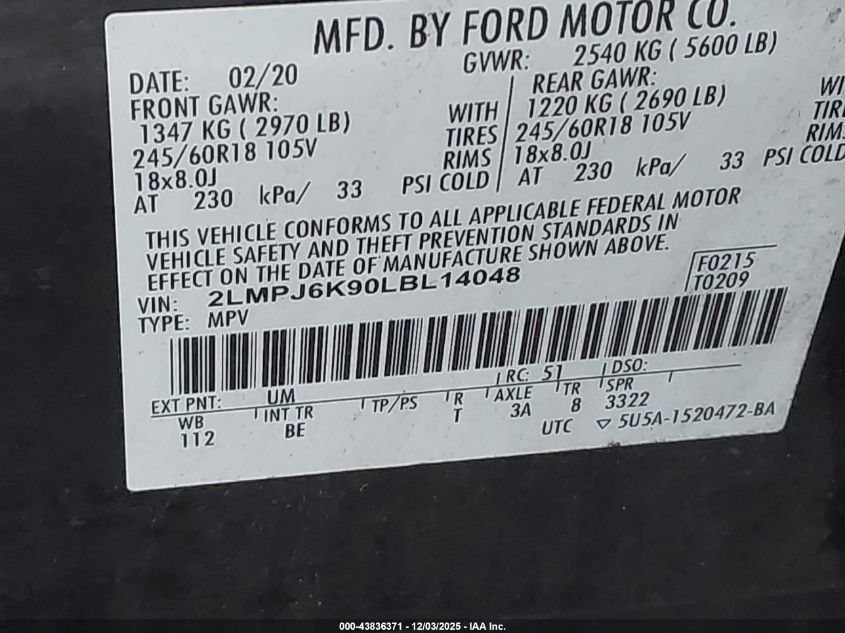 MFD. BY FORD MOTOR CO.
DATE: 02/20 GVWR: 2540 KG ( 5600 LB)
FRONT GAWR: REAR GAWR:
1347 KG ( 2970 LB) WITH 1220 KG ( 2690 LB)
245/60R18 105V TIRES 245/60R18 105V
18x8.0J RIMS 18x8.0J
AT 230 kPa/ 33 PSI COLD AT 230 kPa/ 33 PSI COLD
THIS VEHICLE CONFORMS TO ALL APPLICABLE FEDERAL MOTOR
VEHICLE SAFETY AND THEFT PREVENTION STANDARDS IN
EFFECT ON THE DATE OF MANUFACTURE SHOWN ABOVE.
VIN: 2LMPJ6K90LBL14048 F0215
TYPE: MPV T0209
EXT PNT: UM RC: 51 DSO:
WB INT TR TP/PS R AXLE TR SPR
112 BE T 3A 8 3322
UTC ▽ 5U5A-1520472-BA
000-43836371 - 12/03/2025 - IAA Inc.